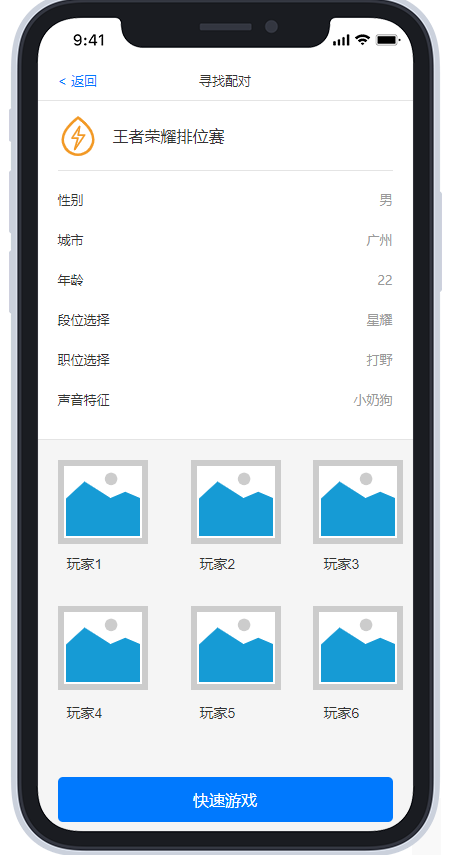 9:41
< 返回 寻找配对
王者荣耀排位赛
性别 男
城市 广州
年龄 22
段位选择 星耀
职位选择 打野
声音特征 小奶狗
玩家1 玩家2 玩家3
玩家4 玩家5 玩家6
快速游戏